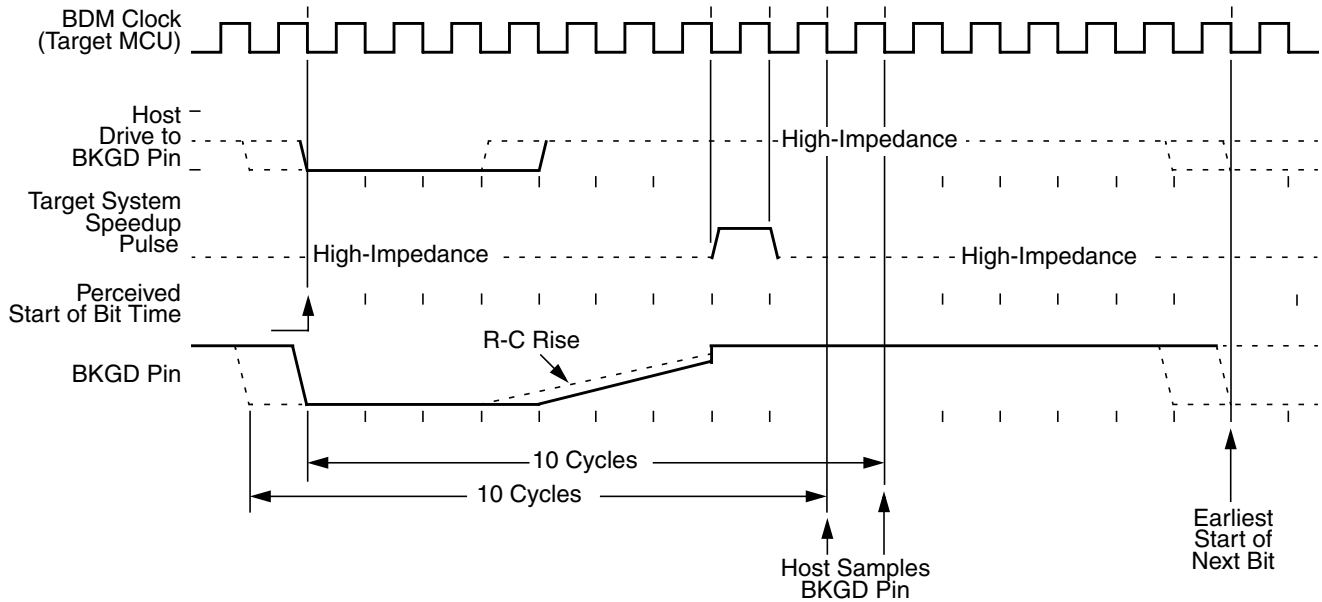 BDM Clock
(Target MCU)
Host
Drive to
BKGD Pin
High-Impedance
Target System
Speedup
Pulse
High-Impedance
High-Impedance
Perceived
Start of Bit Time
R-C Rise
BKGD Pin
10 Cycles
10 Cycles
Host Samples
BKGD Pin
Earliest
Start of
Next Bit